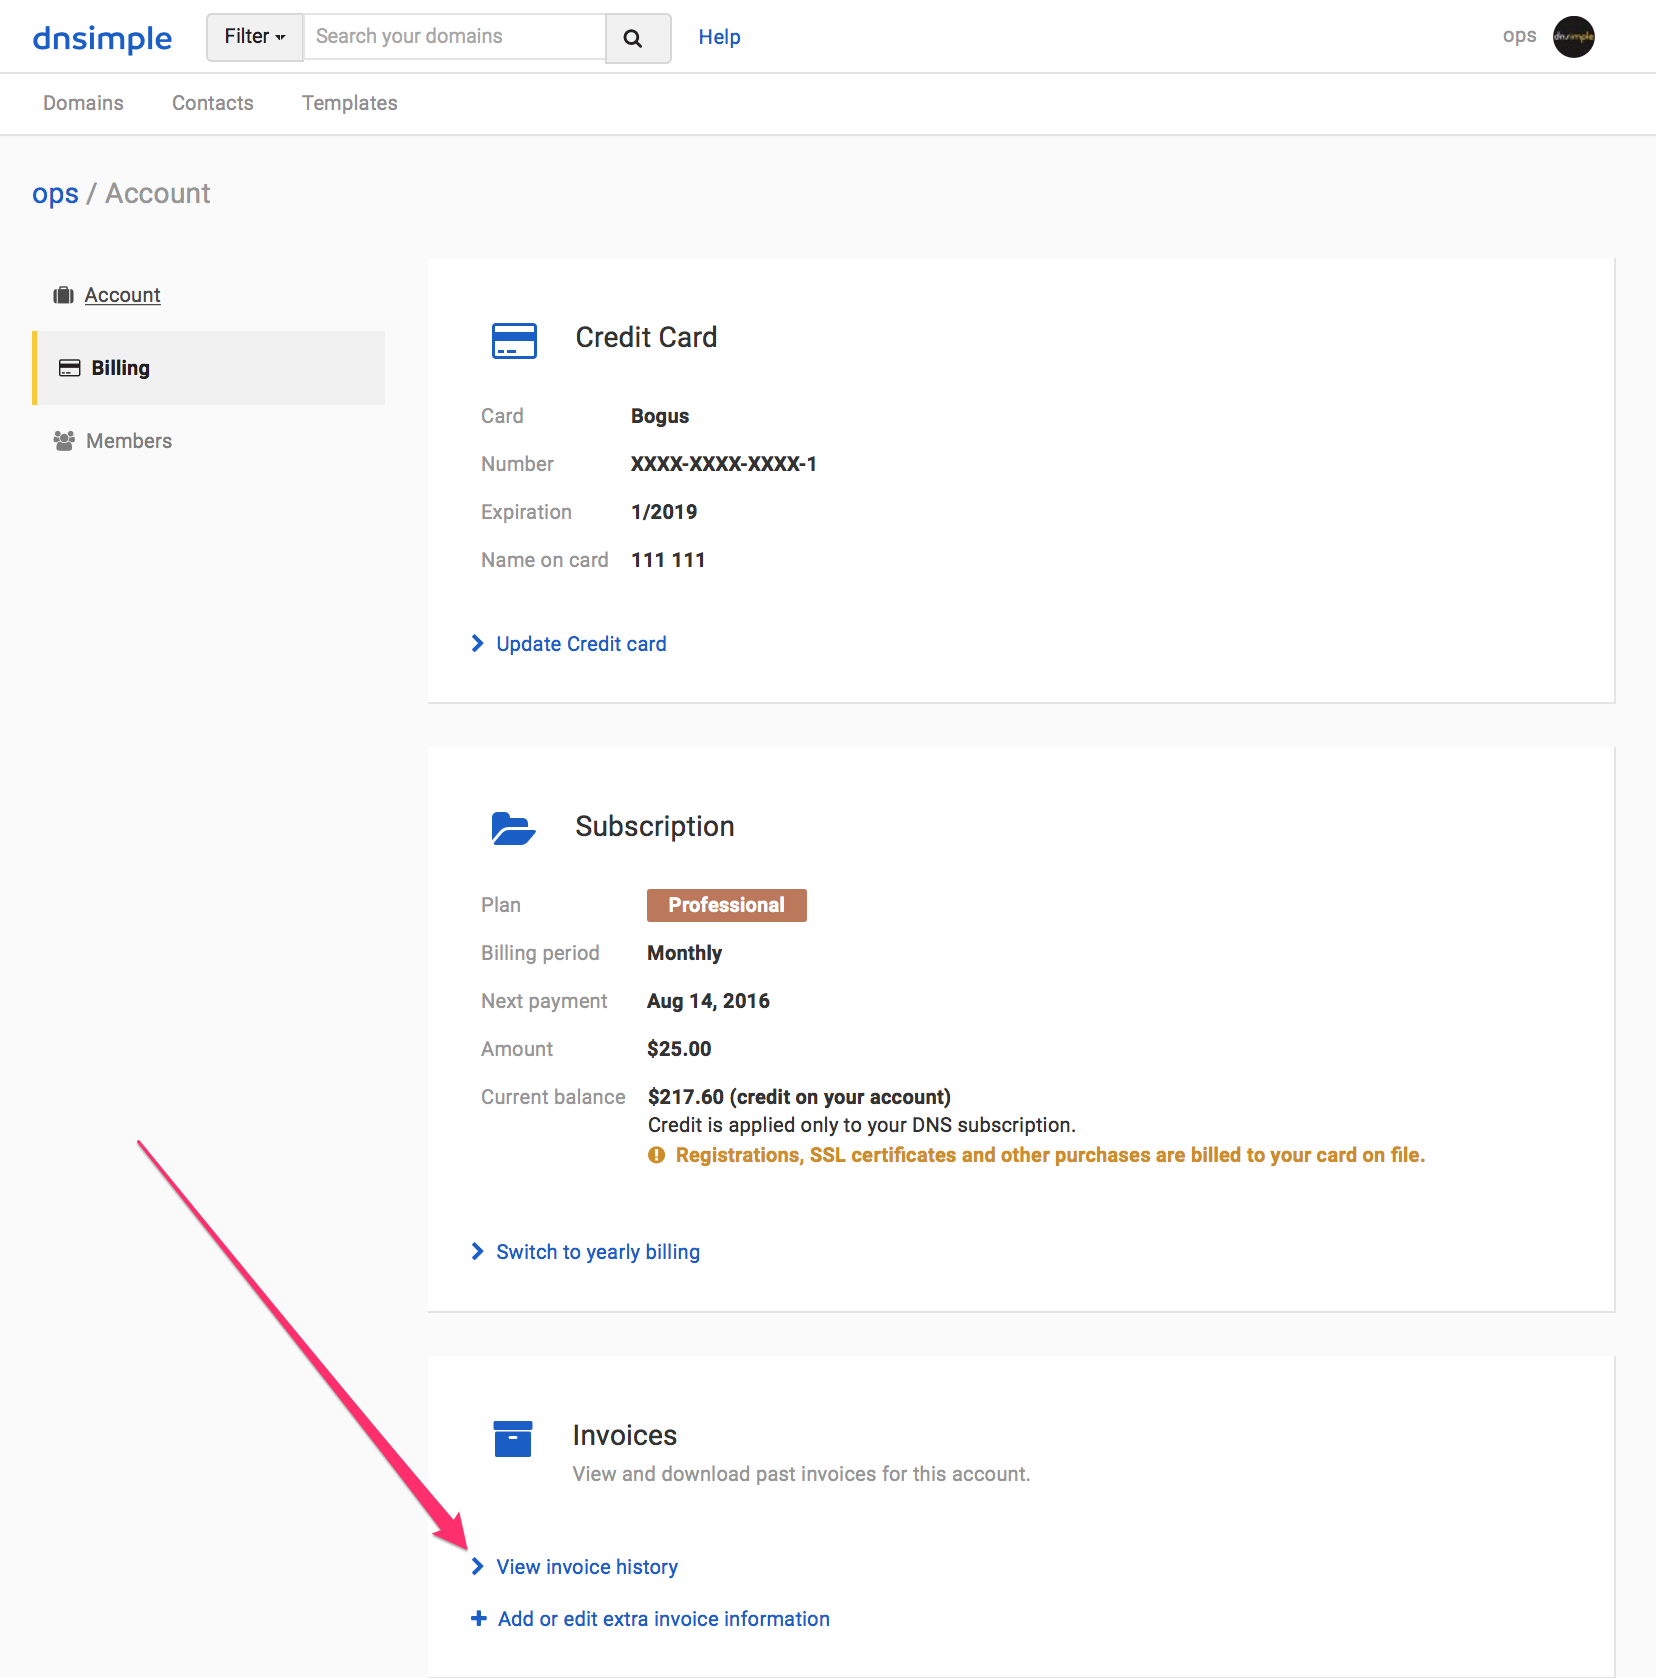 dnsimple Filter Search your domains Help ops dnsimple
Domains Contacts Templates
ops / Account
Account
Billing
Members
Credit Card
Card Bogus
Number XXXX-XXXX-XXXX-1
Expiration 1/2019
Name on card 111 111
Update Credit card
Subscription
Plan Professional
Billing period Monthly
Next payment Aug 14, 2016
Amount $25.00
Current balance $217.60 (credit on your account)
Credit is applied only to your DNS subscription.
Registrations, SSL certificates and other purchases are billed to your card on file.
Switch to yearly billing
Invoices
View and download past invoices for this account.
View invoice history
Add or edit extra invoice information